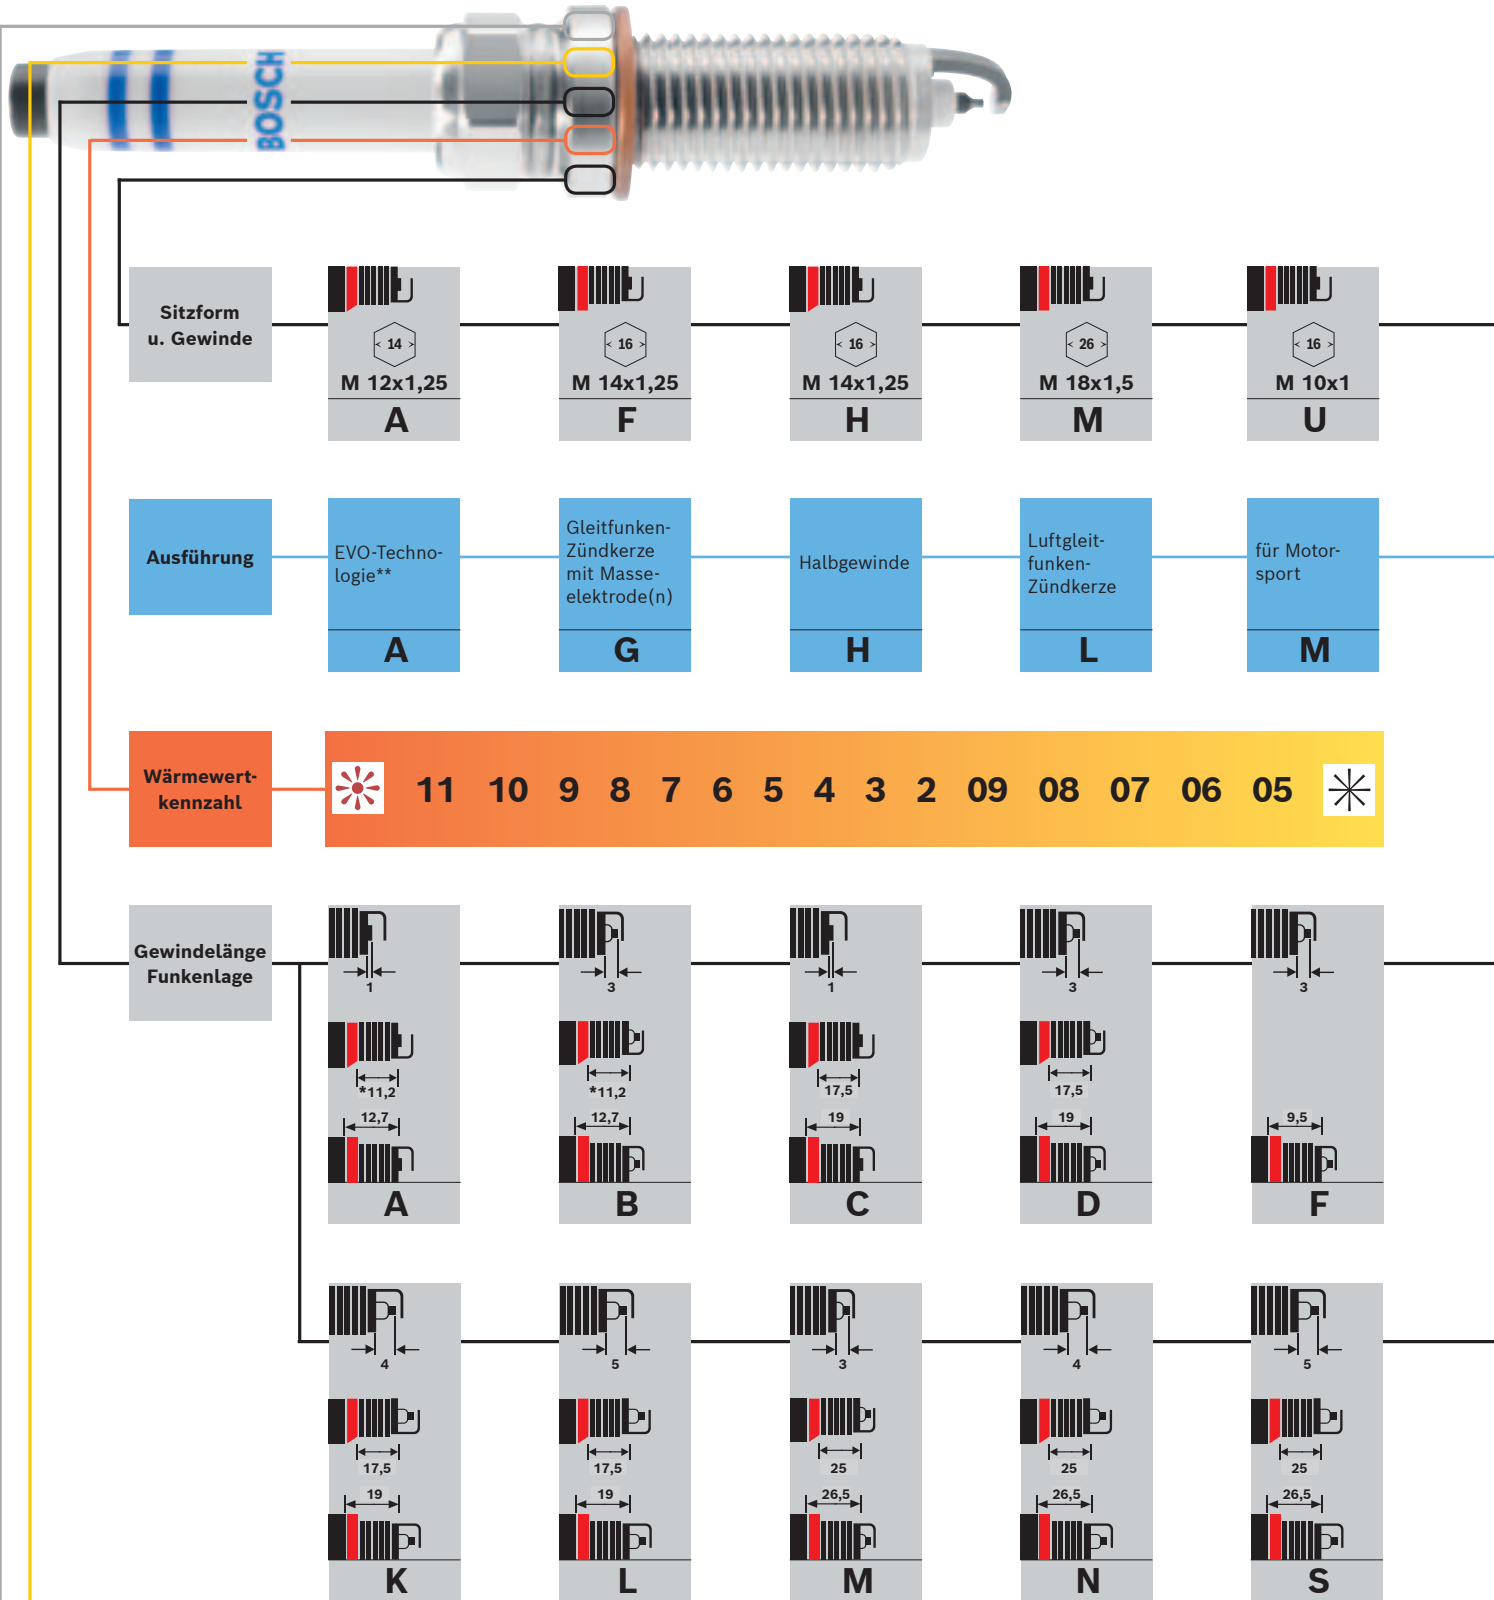 BOSCH
Sitzform
u. Gewinde
< 14 >
M 12x1,25
A
< 16 >
M 14x1,25
F
< 16 >
M 14x1,25
H
< 26 >
M 18x1,5
M
< 16 >
M 10x1
U
Ausführung
EVO-Techno-
logie**
A
Gleitfunken-
Zündkerze
mit Masse-
elektrode(n)
G
Halbgewinde
H
Luftgleit-
funken-
Zündkerze
L
für Motor-
sport
M
Wärmewert-
kennzahl
11 10 9 8 7 6 5 4 3 2 09 08 07 06 05
Gewindelänge
Funkenlage
1
*11,2
12,7
A
3
*11,2
12,7
B
1
17,5
19
C
3
17,5
19
D
3
9,5
F
4
17,5
19
K
5
17,5
19
L
3
25
26,5
M
4
25
26,5
N
5
25
26,5
S